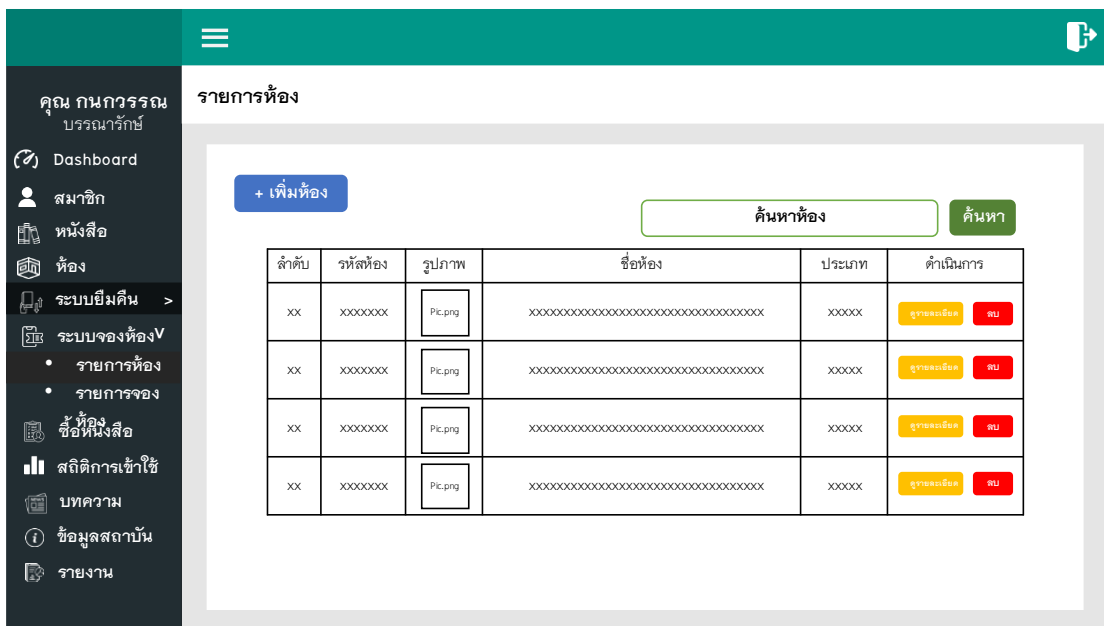 คุณ กนกวรรณ
บรรณารักษ์
Dashboard
สมาชิก
หนังสือ
ห้อง
ระบบยืมคืน >
ระบบจองห้อง V
• รายการห้อง
• รายการจอง
ห้อง
ซื้อหนังสือ
สถิติการเข้าใช้
บทความ
ข้อมูลสถาบัน
รายงาน
รายการห้อง
+ เพิ่มห้อง
ค้นหาห้อง ค้นหา
ลำดับ รหัสห้อง รูปภาพ ชื่อห้อง ประเภท ดำเนินการ
xx xxxxxxx Pic.png xxxxxxxxxxxxxxxxxxxxxxxxxxxxxxxxxx xxxxx ดูรายละเอียด ลบ
xx xxxxxxx Pic.png xxxxxxxxxxxxxxxxxxxxxxxxxxxxxxxxxx xxxxx ดูรายละเอียด ลบ
xx xxxxxxx Pic.png xxxxxxxxxxxxxxxxxxxxxxxxxxxxxxxxxx xxxxx ดูรายละเอียด ลบ
xx xxxxxxx Pic.png xxxxxxxxxxxxxxxxxxxxxxxxxxxxxxxxxx xxxxx ดูรายละเอียด ลบ